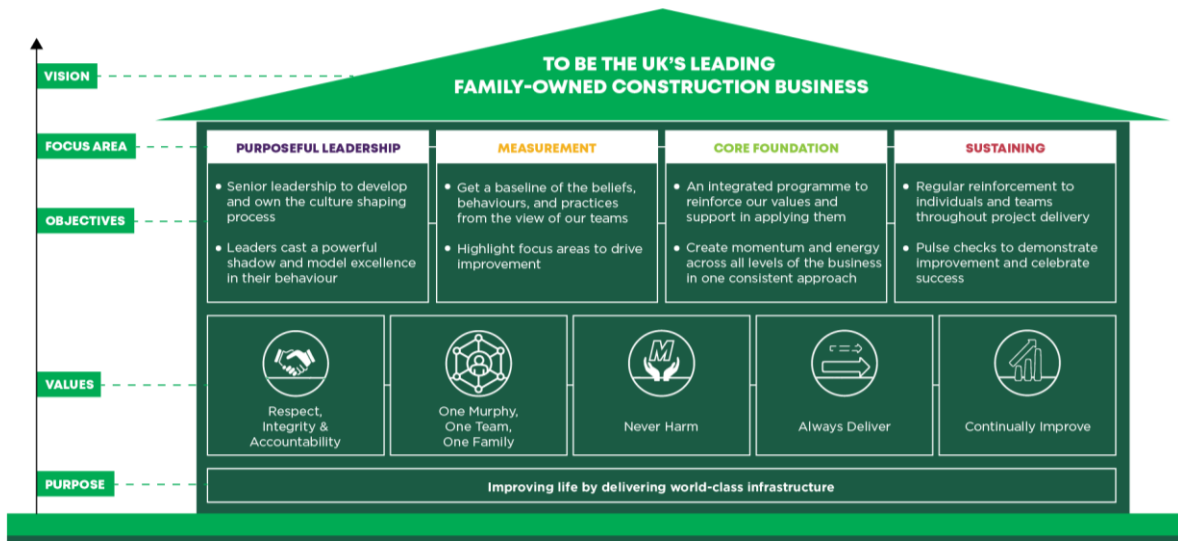 VISION
TO BE THE UK'S LEADING
FAMILY-OWNED CONSTRUCTION BUSINESS
FOCUS AREA
PURPOSEFUL LEADERSHIP
MEASUREMENT
CORE FOUNDATION
SUSTAINING
OBJECTIVES
• Senior leadership to develop
and own the culture shaping
process
• Leaders cast a powerful
shadow and model excellence
in their behaviour
• Get a baseline of the beliefs,
behaviours, and practices
from the view of our teams
• Highlight focus areas to drive
improvement
• An integrated programme to
reinforce our values and
support in applying them
• Create momentum and energy
across all levels of the business
in one consistent approach
• Regular reinforcement to
individuals and teams
throughout project delivery
• Pulse checks to demonstrate
improvement and celebrate
success
VALUES
Respect,
Integrity &
Accountability
One Murphy,
One Team,
One Family
M
Never Harm
Always Deliver
Continually Improve
PURPOSE
Improving life by delivering world-class infrastructure